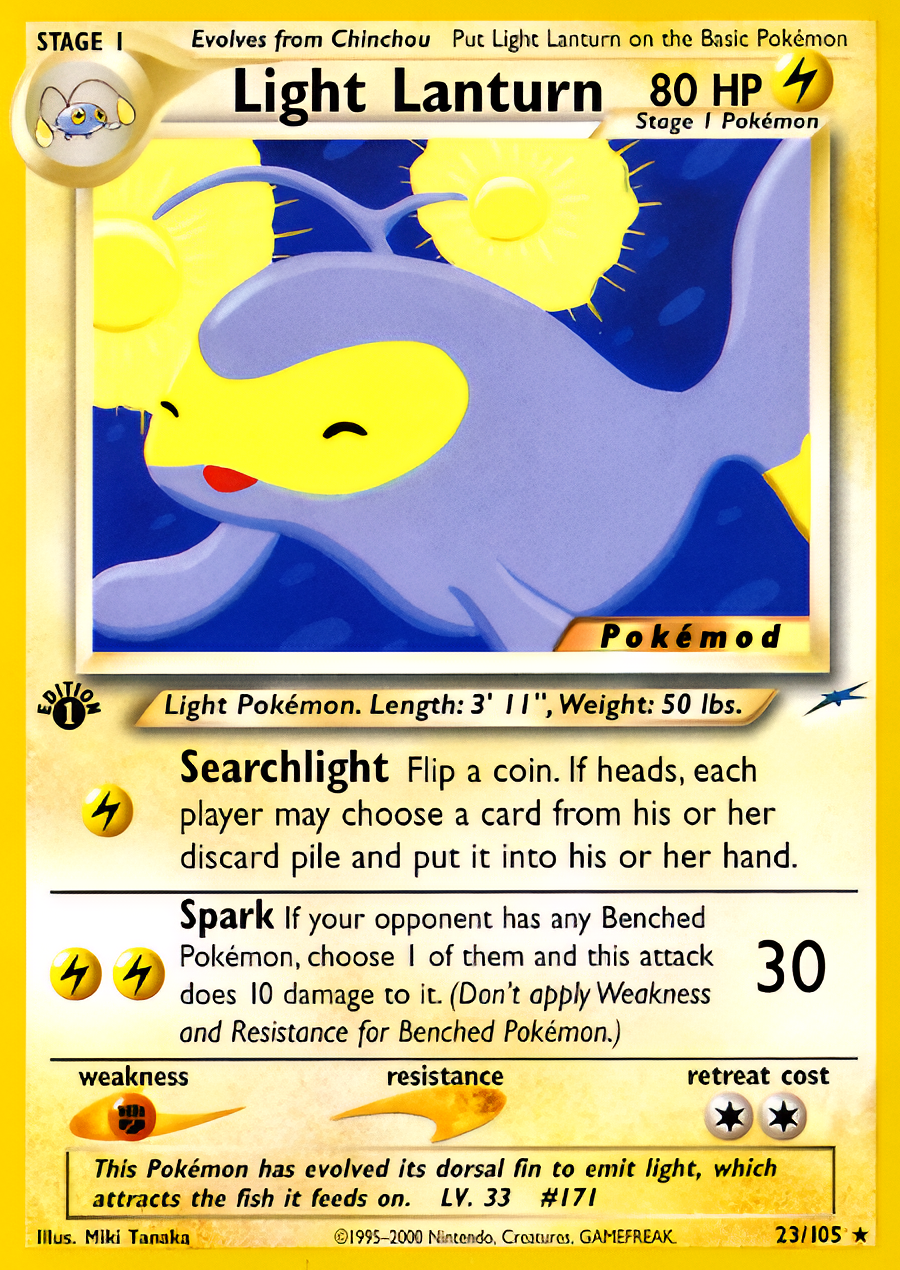 STAGE 1
Evolves from Chinchou Put Light Lanturn on the Basic Pokémon
Light Lanturn 80 HP
Stage 1 Pokémon
Pokémod
EDITION
1
Light Pokémon. Length: 3' 11", Weight: 50 lbs.
Searchlight Flip a coin. If heads, each
player may choose a card from his or her
discard pile and put it into his or her hand.
Spark If your opponent has any Benched
Pokémon, choose 1 of them and this attack
does 10 damage to it. (Don't apply Weakness
and Resistance for Benched Pokémon.)
30
weakness resistance retreat cost
This Pokémon has evolved its dorsal fin to emit light, which
attracts the fish it feeds on. LV. 33 #171
Illus. Miki Tanaka ©1995-2000 Nintendo, Creatures, GAMEFREAK. 23/105 ★